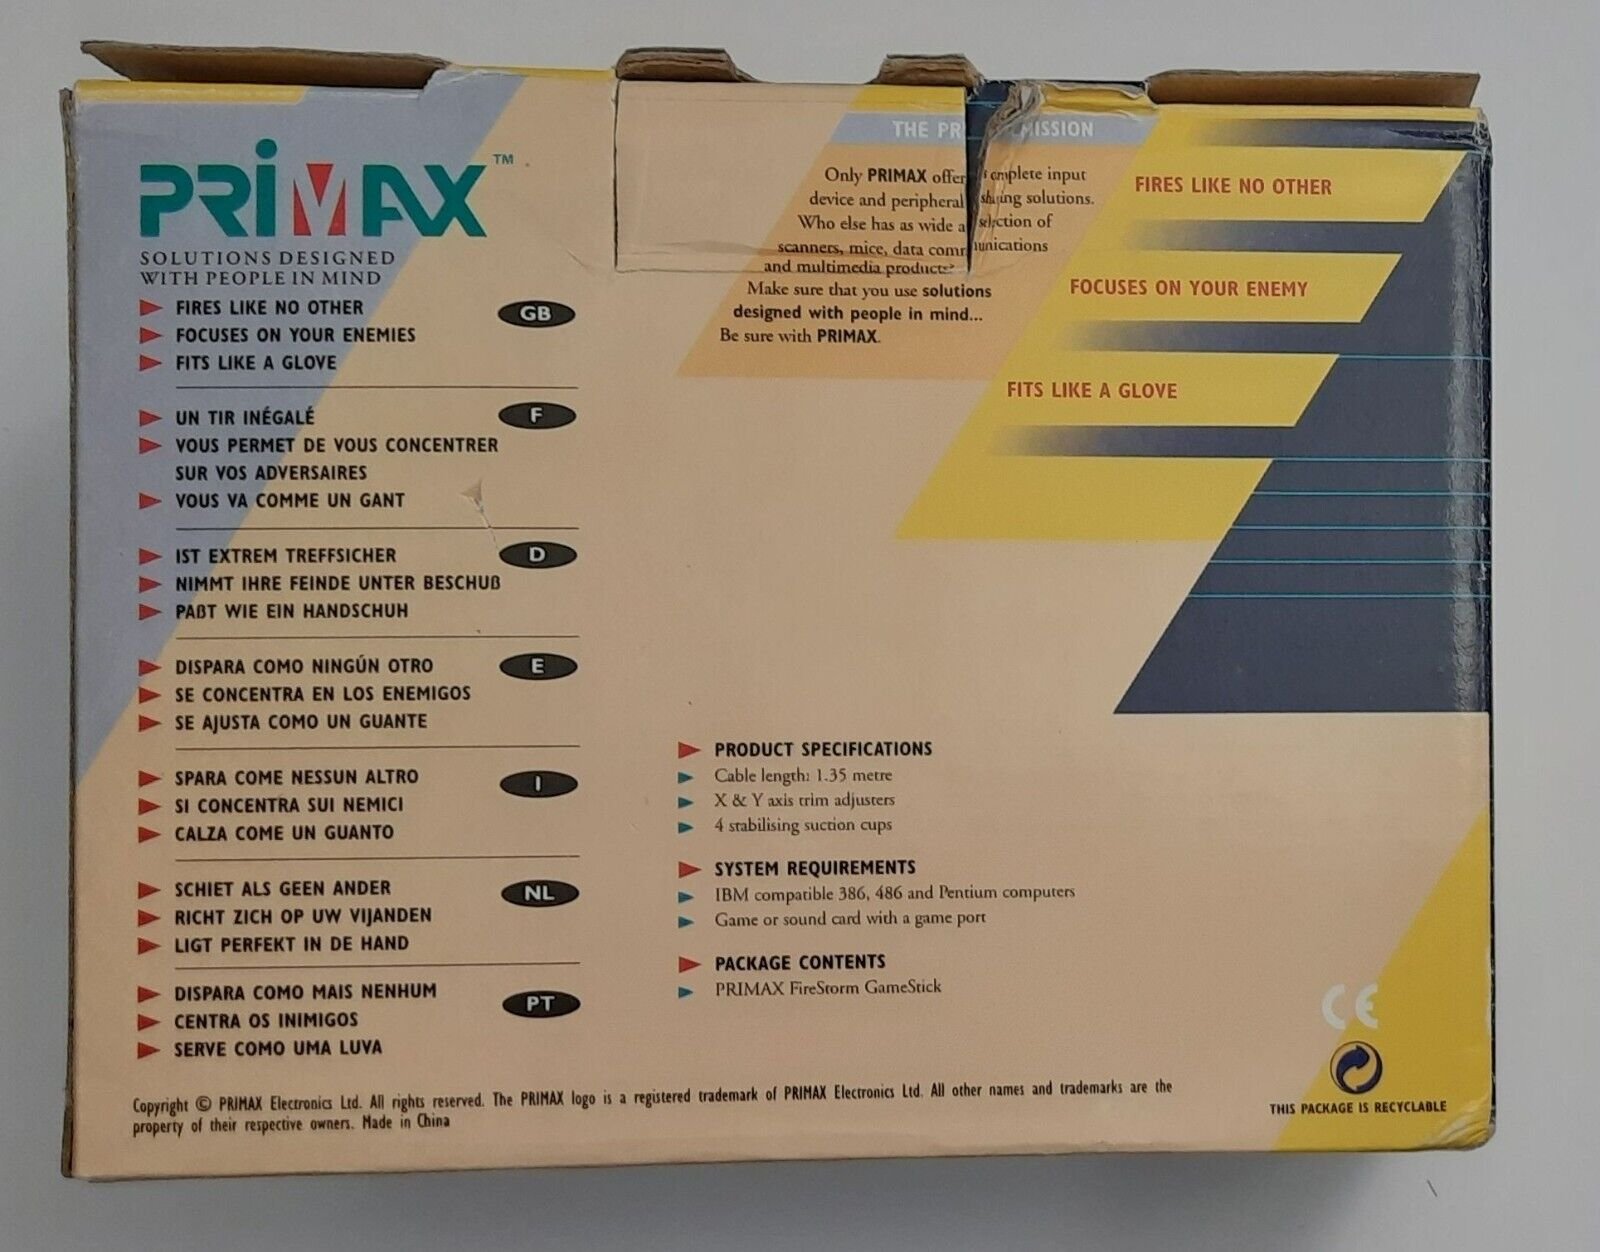 PRIMAX™
SOLUTIONS DESIGNED
WITH PEOPLE IN MIND
FIRES LIKE NO OTHER
FOCUSES ON YOUR ENEMIES
FITS LIKE A GLOVE
GB
UN TIR INÉGALÉ
VOUS PERMET DE VOUS CONCENTRER
SUR VOS ADVERSAIRES
VOUS VA COMME UN GANT
F
IST EXTREM TREFFSICHER
NIMMT IHRE FEINDE UNTER BESCHUß
PAßT WIE EIN HANDSCHUH
D
DISPARA COMO NINGÚN OTRO
SE CONCENTRA EN LOS ENEMIGOS
SE AJUSTA COMO UN GUANTE
E
SPARA COME NESSUN ALTRO
SI CONCENTRA SUI NEMICI
CALZA COME UN GUANTO
I
SCHIET ALS GEEN ANDER
RICHT ZICH OP UW VIJANDEN
LIGT PERFEKT IN DE HAND
NL
DISPARA COMO MAIS NENHUM
CENTRA OS INIMIGOS
SERVE COMO UMA LUVA
PT
THE PR MISSION
Only PRIMAX offer complete input
device and peripheral sharing solutions.
Who else has as wide a selection of
scanners, mice, data communications
and multimedia products?
Make sure that you use solutions
designed with people in mind...
Be sure with PRIMAX.
FIRES LIKE NO OTHER
FOCUSES ON YOUR ENEMY
FITS LIKE A GLOVE
PRODUCT SPECIFICATIONS
Cable length: 1.35 metre
X & Y axis trim adjusters
4 stabilising suction cups
SYSTEM REQUIREMENTS
IBM compatible 386, 486 and Pentium computers
Game or sound card with a game port
PACKAGE CONTENTS
PRIMAX FireStorm GameStick
CE
THIS PACKAGE IS RECYCLABLE
Copyright © PRIMAX Electronics Ltd. All rights reserved. The PRIMAX logo is a registered trademark of PRIMAX Electronics Ltd. All other names and trademarks are the
property of their respective owners. Made in China